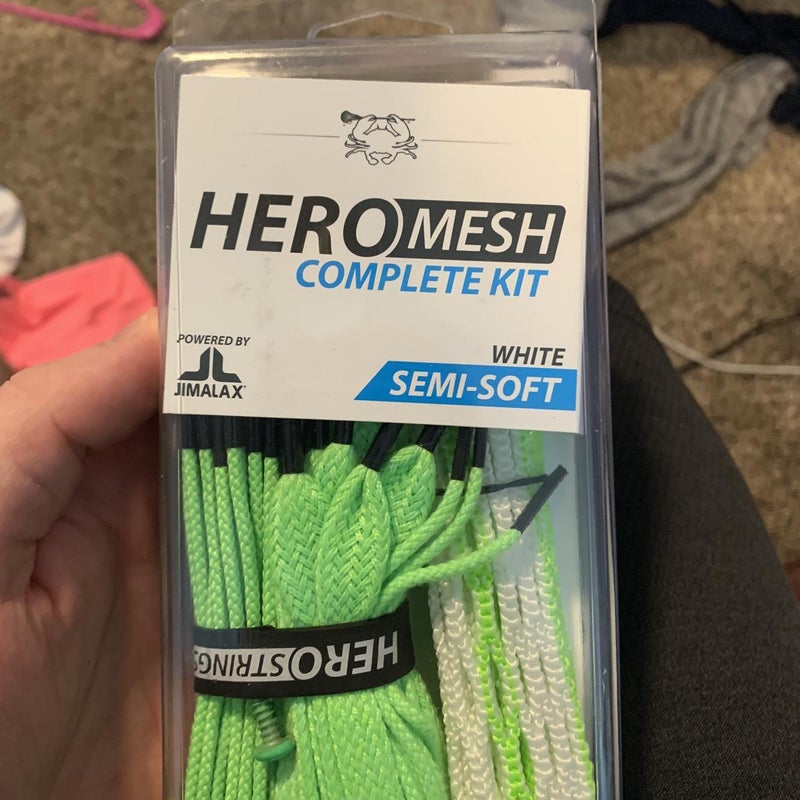 HEROMESH
COMPLETE KIT
POWERED BY
JIMALAX
WHITE
SEMI-SOFT
HEROSTRINGS